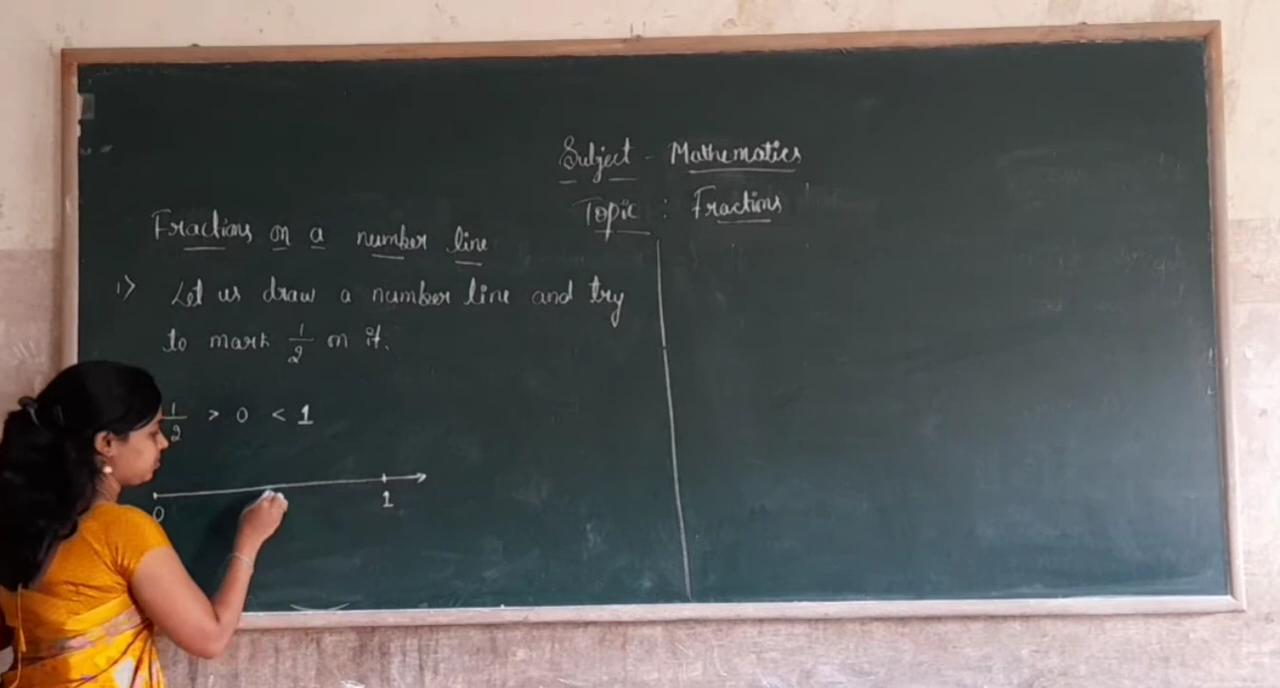 Subject - Mathematics
Topic : Fractions
Fractions on a number line
1) Let us draw a number line and try
to mark 1/2 on it.
1/2 > 0 < 1
0 1